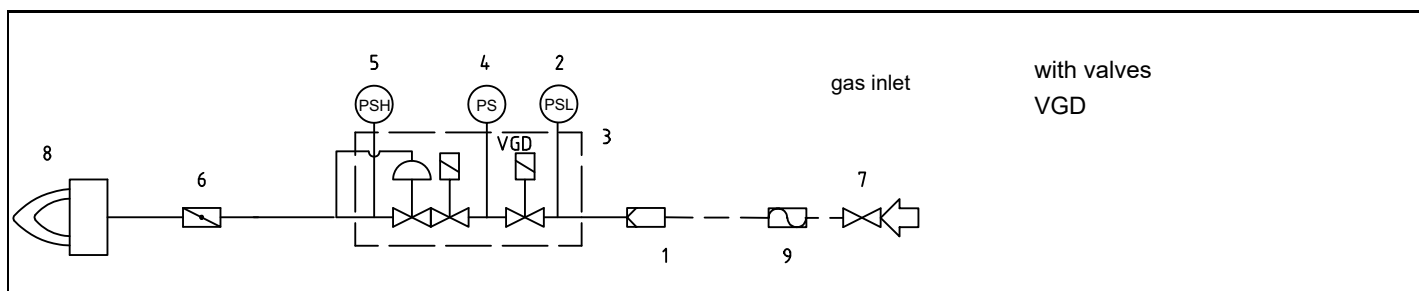 5 4 2
gas inlet
with valves
VGD
PSH PS PSL
VGD
3
8
6
7
1 9